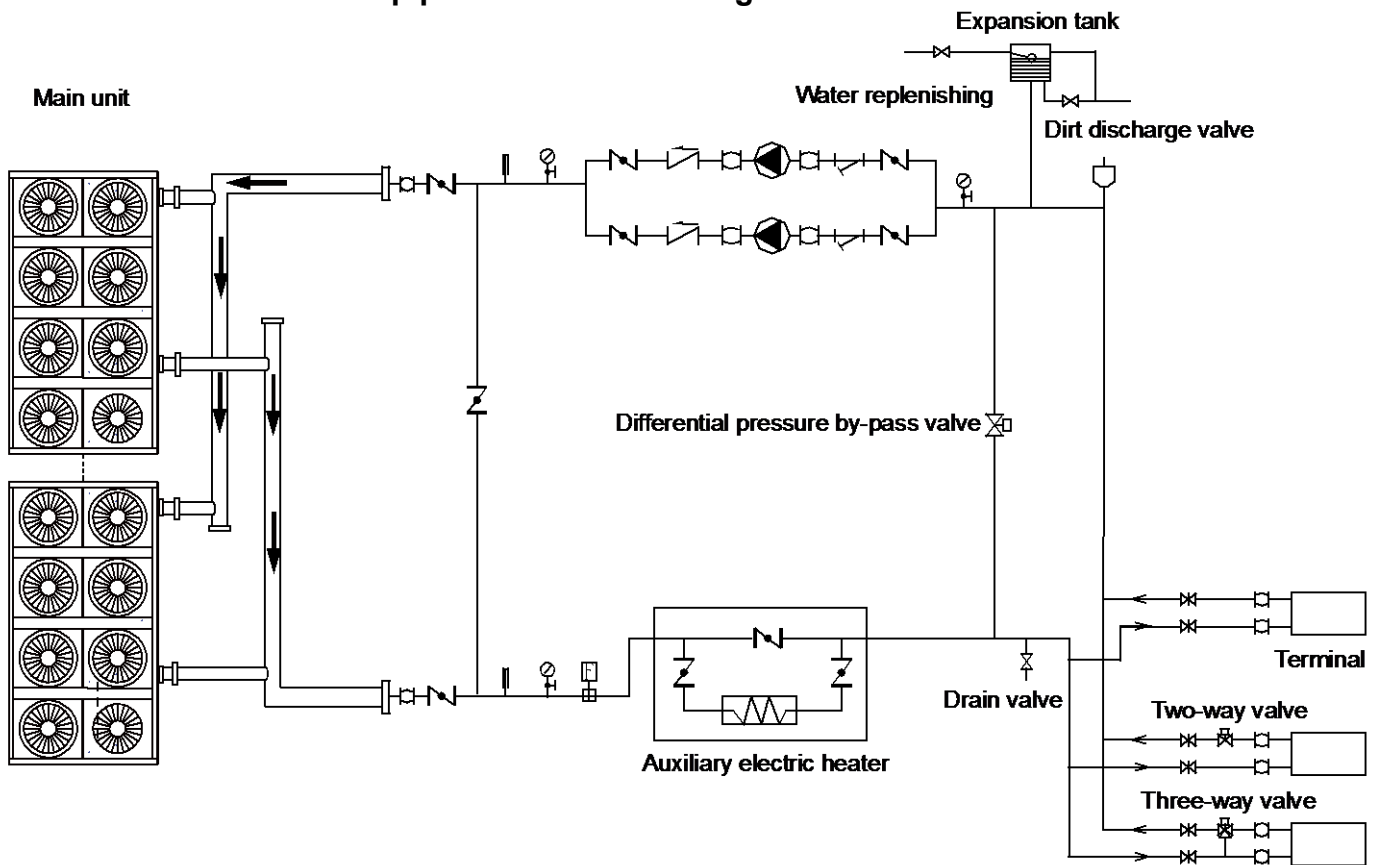 Expansion tank
Main unit
Water replenishing
Dirt discharge valve
Differential pressure by-pass valve
Terminal
Drain valve
Two-way valve
Auxiliary electric heater
Three-way valve